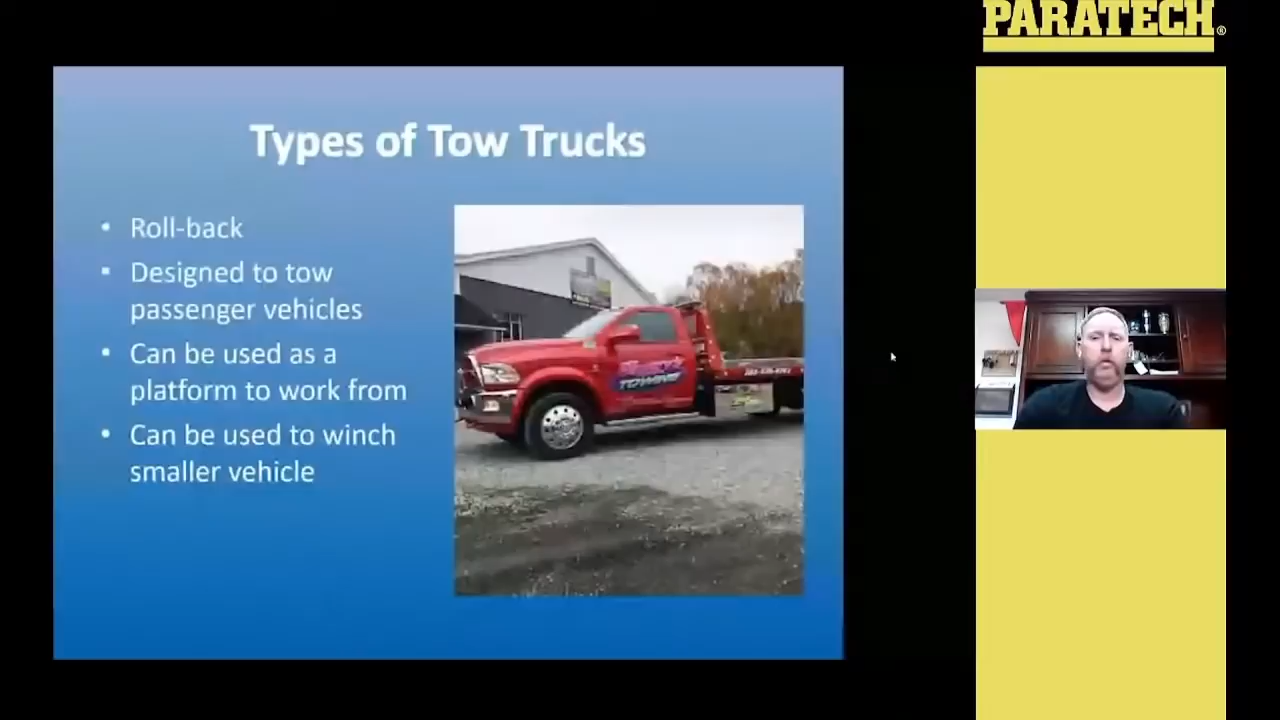 PARATECH®
Types of Tow Trucks
• Roll-back
• Designed to tow
passenger vehicles
• Can be used as a
platform to work from
• Can be used to winch
smaller vehicle
TOWING